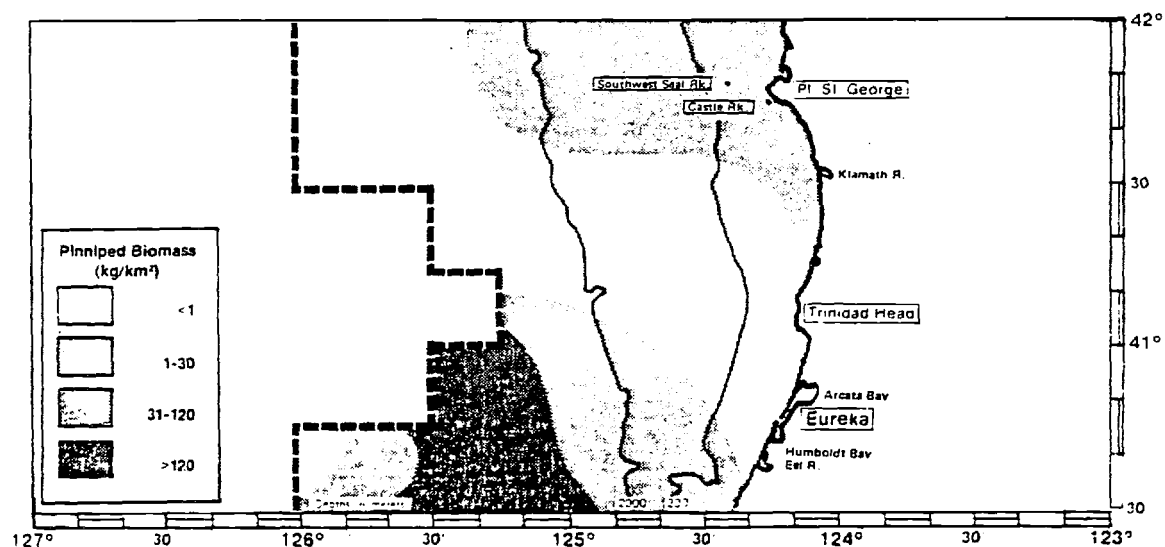 42°
Southwest Seal Rk.
Pt. St. George
Castle Rk.
Klamath R.
30
Pinniped Biomass
(kg/km²)
<1
1-30
31-120
>120
Trinidad Head
41°
Arcata Bay
Eureka
Humboldt Bay
Eel R.
30
127° 30 126° 30' 125° 30 124° 30 123°